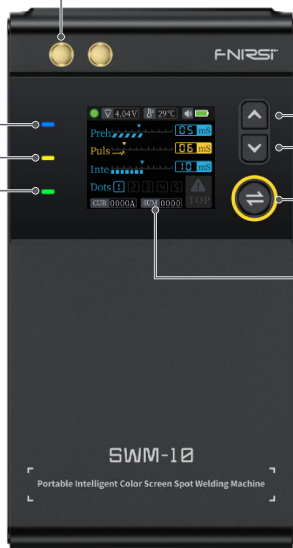 FNIRSI
4.04V 29℃
Preh 05 mS
Puls 06 mS
Inte 10 mS
Dots 1 2 3 4 5
CUR 0000A SUM 0000 TOP
SWM-10
Portable Intelligent Color Screen Spot Welding Machine